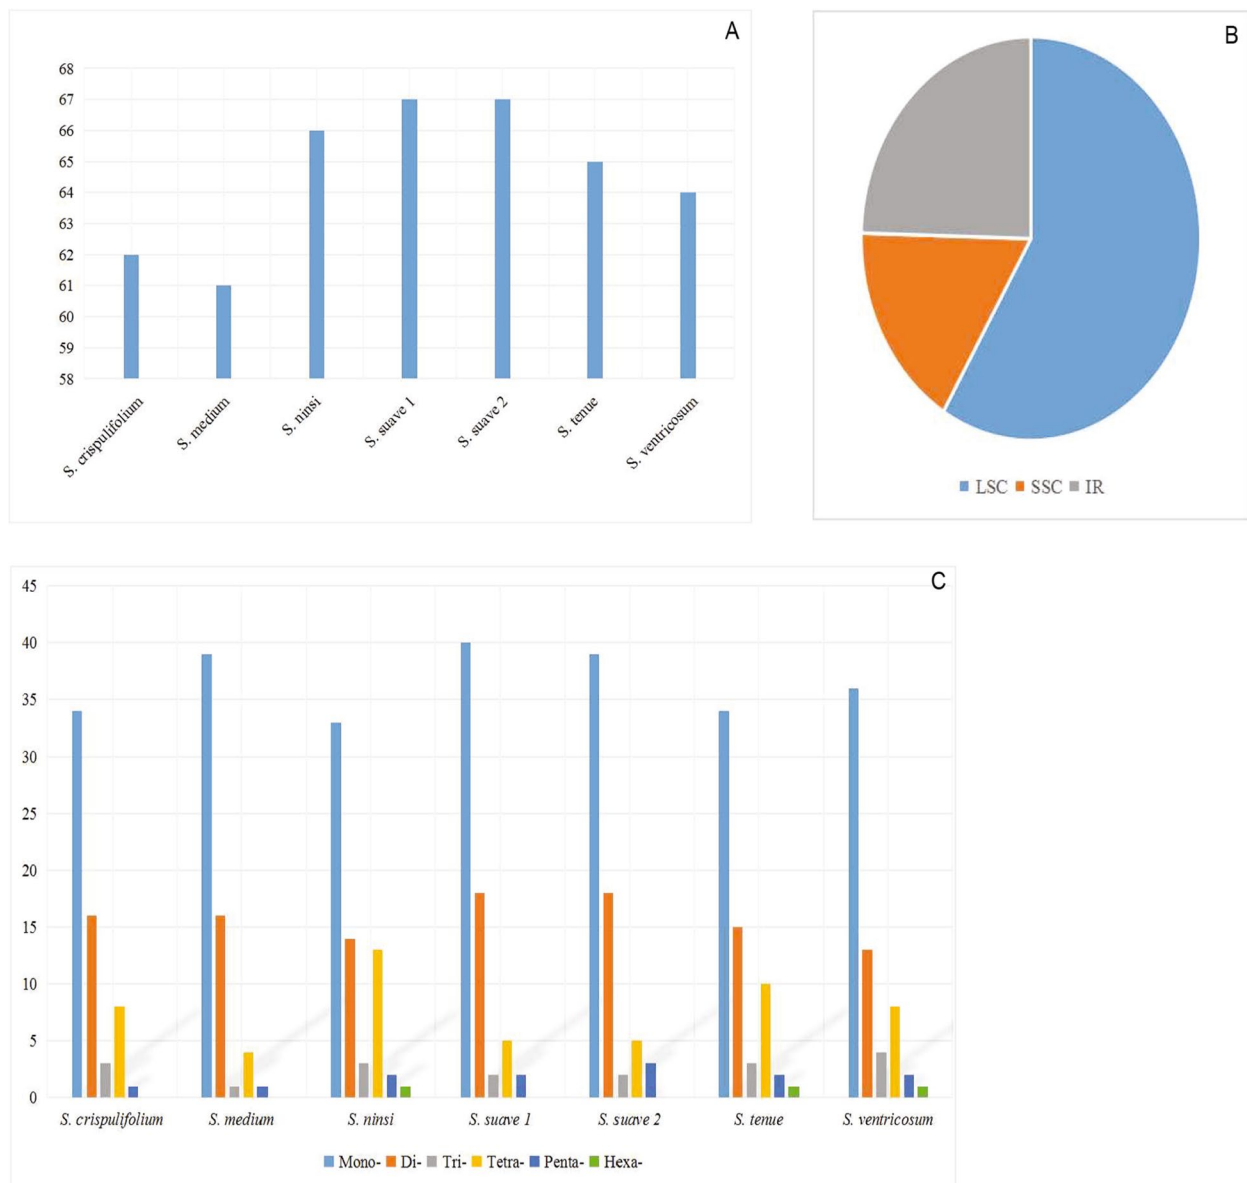 A
68
67
66
65
64
63
62
61
60
59
58
S. crispulifolium
S. medium
S. ninsi
S. suave 1
S. suave 2
S. tenue
S. ventricosum
B
LSC SSC IR
C
45
40
35
30
25
20
15
10
5
0
S. crispulifolium S. medium S. ninsi S. suave 1 S. suave 2 S. tenue S. ventricosum
Mono- Di- Tri- Tetra- Penta- Hexa-